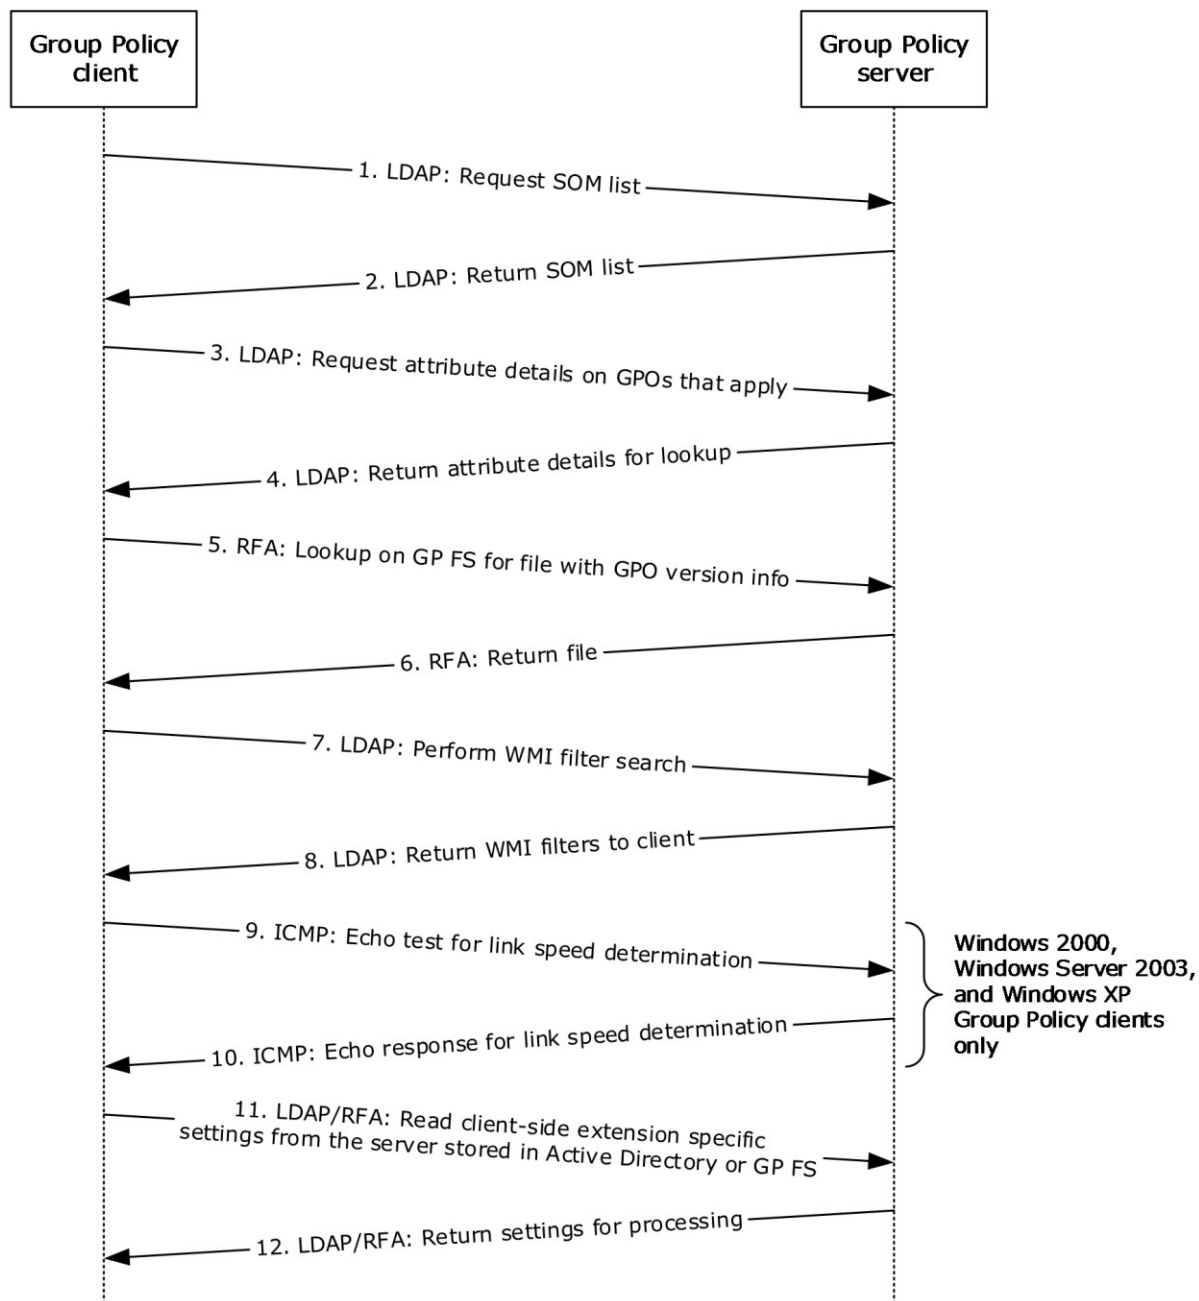 Group Policy
client
Group Policy
server
1. LDAP: Request SOM list
2. LDAP: Return SOM list
3. LDAP: Request attribute details on GPOs that apply
4. LDAP: Return attribute details for lookup
5. RFA: Lookup on GP FS for file with GPO version info
6. RFA: Return file
7. LDAP: Perform WMI filter search
8. LDAP: Return WMI filters to client
9. ICMP: Echo test for link speed determination
10. ICMP: Echo response for link speed determination
Windows 2000,
Windows Server 2003,
and Windows XP
Group Policy clients
only
11. LDAP/RFA: Read client-side extension specific
settings from the server stored in Active Directory or GP FS
12. LDAP/RFA: Return settings for processing